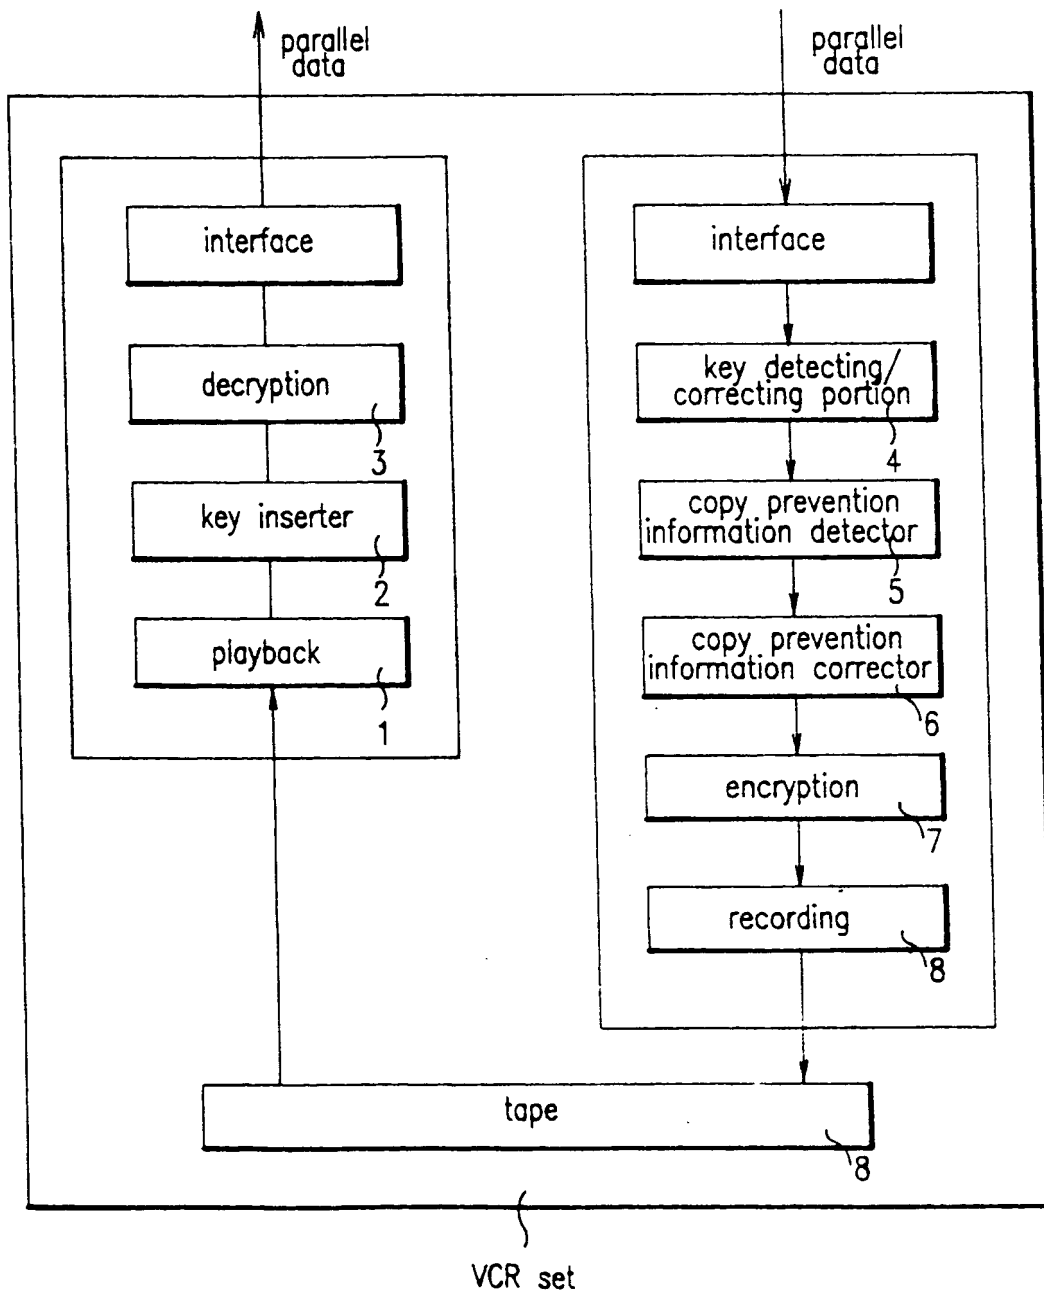 parallel
data
parallel
data
interface
decryption
3
key inserter
2
playback
1
interface
key detecting/
correcting portion
4
copy prevention
information detector
5
copy prevention
information corrector
6
encryption
7
recording
8
tape
8
VCR set